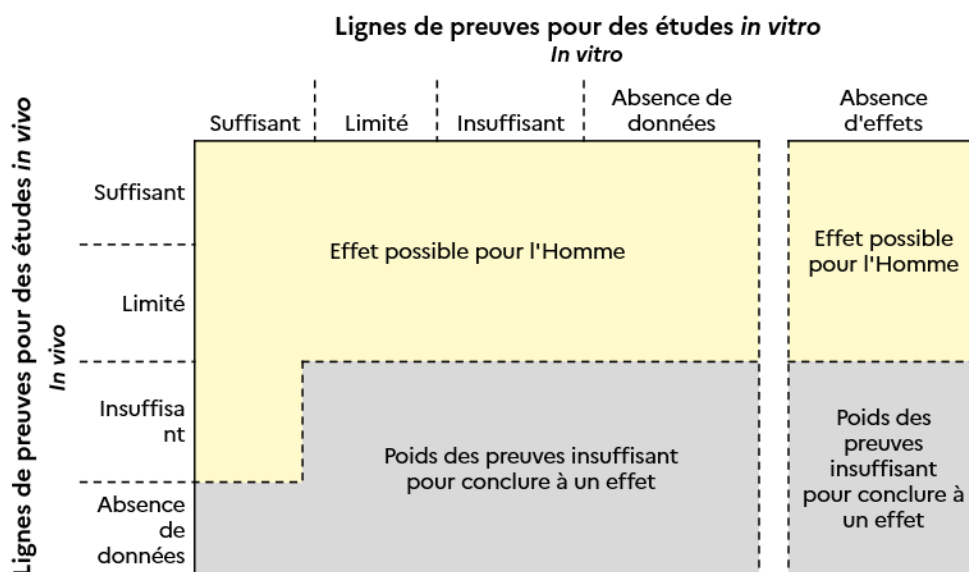 Lignes de preuves pour des études in vitro
In vitro
Suffisant
Limité
Insuffisant
Absence de
données
Absence
d'effets
Lignes de preuves pour des études in vivo
In vivo
Suffisant
Limité
Insuffisa
nt
Absence
de
données
Effet possible pour l'Homme
Effet possible
pour l'Homme
Poids des preuves insuffisant
pour conclure à un effet
Poids des
preuves
insuffisant
pour conclure à
un effet